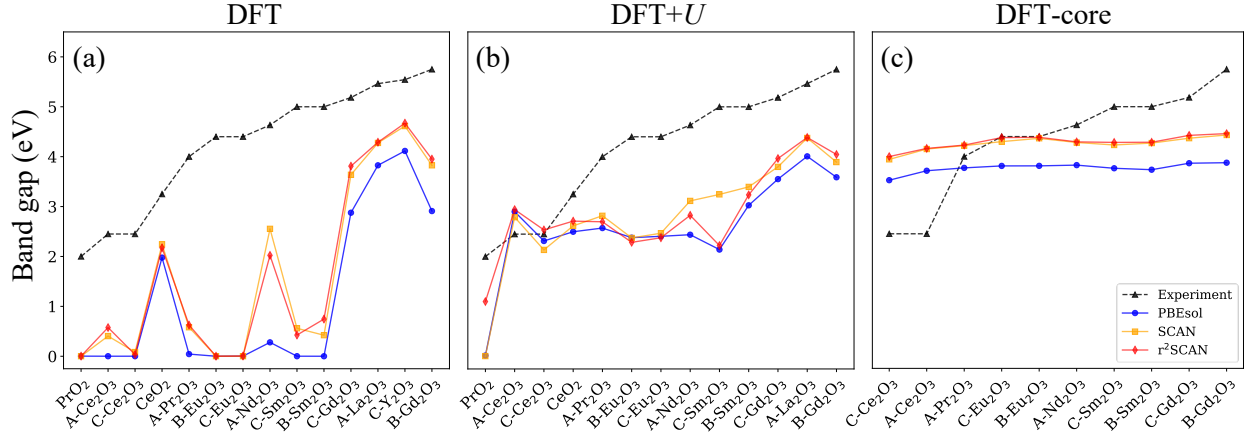 DFT
DFT+U
DFT-core
Band gap (eV)
(a)
(b)
(c)
6
5
4
3
2
1
0
PrO₂
A-Ce₂O₃
C-Ce₂O₃
CeO₂
A-Pr₂O₃
B-Eu₂O₃
C-Eu₂O₃
A-Nd₂O₃
C-Sm₂O₃
B-Sm₂O₃
C-Gd₂O₃
A-La₂O₃
C-Y₂O₃
B-Gd₂O₃
PrO₂
A-Ce₂O₃
C-Ce₂O₃
CeO₂
A-Pr₂O₃
B-Eu₂O₃
C-Eu₂O₃
A-Nd₂O₃
C-Sm₂O₃
B-Sm₂O₃
C-Gd₂O₃
A-La₂O₃
B-Gd₂O₃
Experiment
PBEsol
SCAN
r²SCAN
C-Ce₂O₃
A-Ce₂O₃
A-Pr₂O₃
C-Eu₂O₃
B-Eu₂O₃
A-Nd₂O₃
C-Sm₂O₃
B-Sm₂O₃
C-Gd₂O₃
B-Gd₂O₃